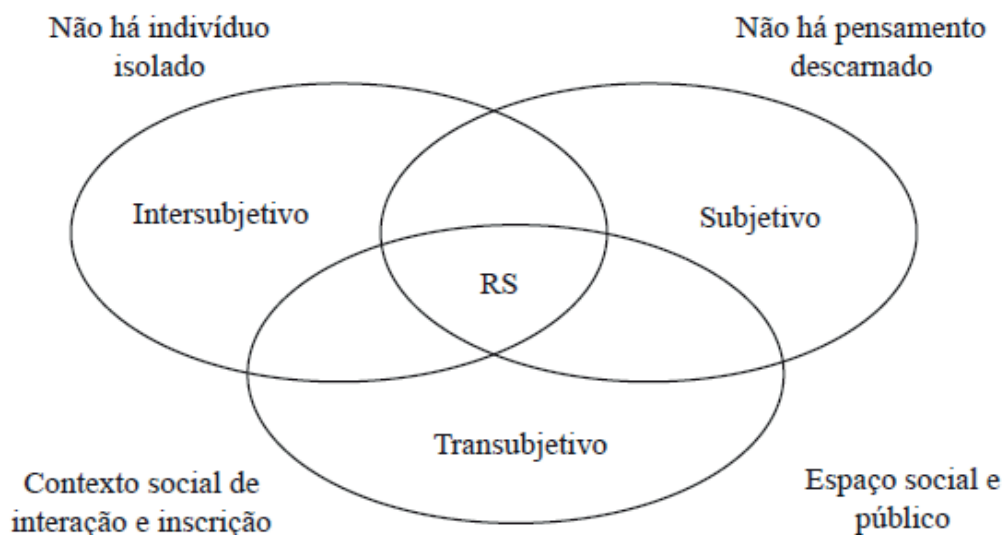 Não há indivíduo
isolado
Não há pensamento
descarnado
Intersubjetivo
Subjetivo
RS
Transubjetivo
Contexto social de
interação e inscrição
Espaço social e
público